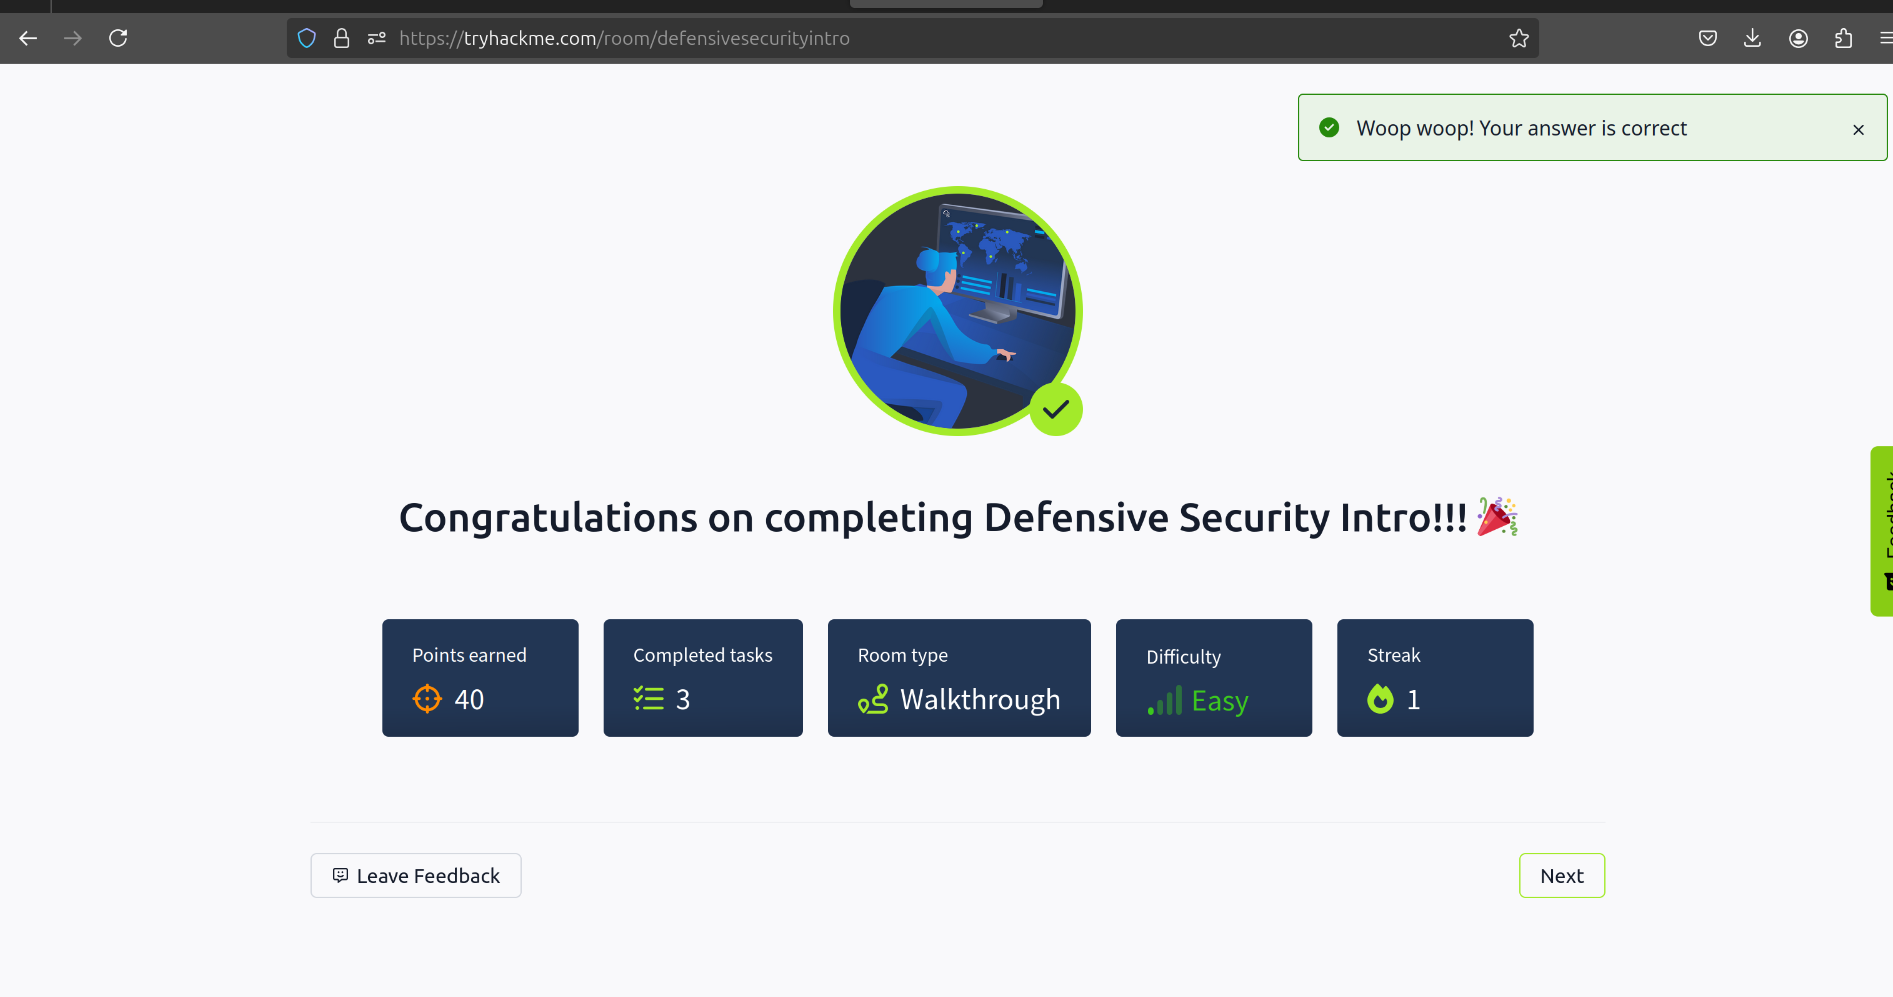 https://tryhackme.com/room/defensivesecurityintro
Woop woop! Your answer is correct
Congratulations on completing Defensive Security Intro!!!
Points earned
40
Completed tasks
3
Room type
Walkthrough
Difficulty
Easy
Streak
1
Feedback
Leave Feedback
Next